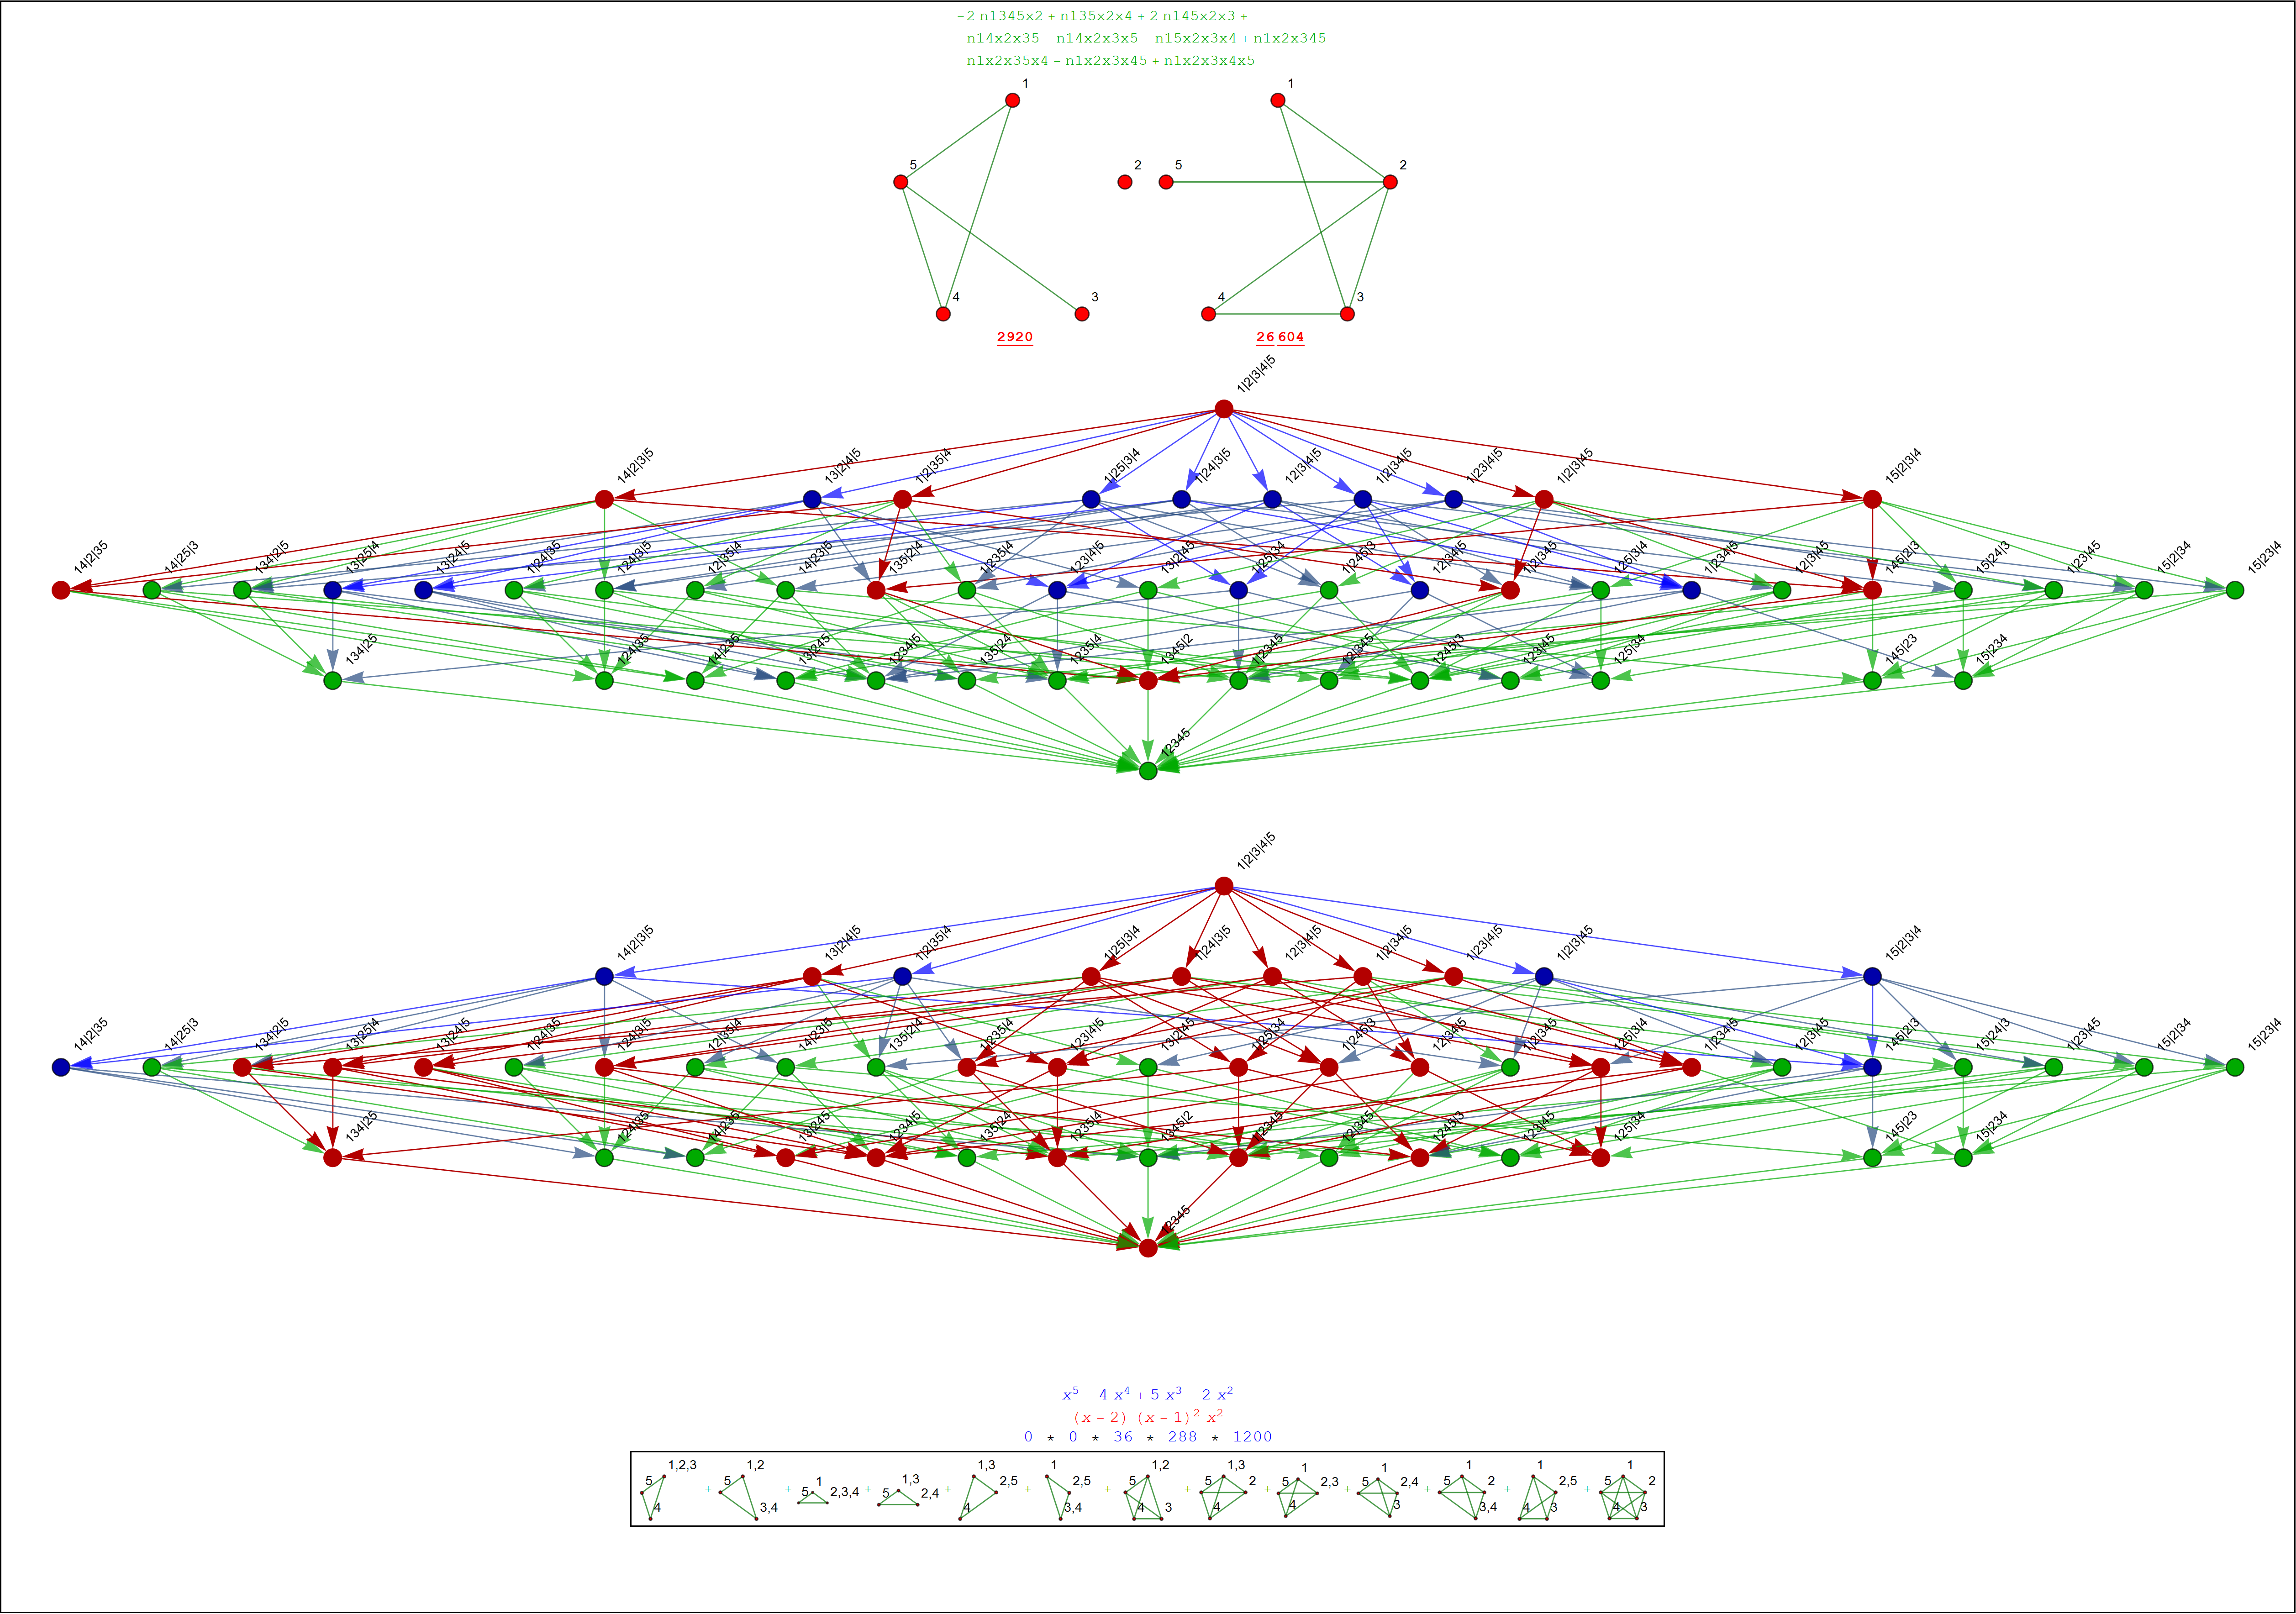 -2 n1345x2 + n135x2x4 + 2 n145x2x3 +
n14x2x35 - n14x2x3x5 - n15x2x3x4 + n1x2x345 -
n1x2x35x4 - n1x2x3x45 + n1x2x3x4x5
1 1
5 2 5 2
4 3 4 3
2920 26 604
1|2|3|4|5
14|2|3|5 13|2|4|5 1|2|35|4 1|25|3|4 1|24|3|5 12|3|4|5 1|2|34|5 1|23|4|5 1|2|3|45 15|2|3|4
14|2|35 14|25|3 134|2|5 13|25|4 13|24|5 1|24|35 124|3|5 12|35|4 14|23|5 135|2|4 1|235|4 123|4|5 13|2|45 1|25|34 1|245|3 12|34|5 1|2|345 125|3|4 1|234|5 12|3|45 145|2|3 15|24|3 1|23|45 15|2|34 15|23|4
134|25 124|35 14|235 13|245 1234|5 135|24 1235|4 1345|2 1|2345 12|345 1245|3 123|45 125|34 145|23 15|234
12345
1|2|3|4|5
14|2|3|5 13|2|4|5 1|2|35|4 1|25|3|4 1|24|3|5 12|3|4|5 1|2|34|5 1|23|4|5 1|2|3|45 15|2|3|4
14|2|35 14|25|3 134|2|5 13|25|4 13|24|5 1|24|35 124|3|5 12|35|4 14|23|5 135|2|4 1|235|4 123|4|5 13|2|45 1|25|34 1|245|3 12|34|5 1|2|345 125|3|4 1|234|5 12|3|45 145|2|3 15|24|3 1|23|45 15|2|34 15|23|4
134|25 124|35 14|235 13|245 1234|5 135|24 1235|4 1345|2 1|2345 12|345 1245|3 123|45 125|34 145|23 15|234
12345
x⁵ - 4 x⁴ + 5 x³ - 2 x²
(x - 2) (x - 1)² x²
0 * 0 * 36 * 288 * 1200
1,2,3 5 4 + 1,2 5 3,4 + 1 5 2,3,4 + 1,3 5 2,4 + 1,3 2,5 4 + 1 2,5 3,4 + 1,2 5 4 3 + 1,3 5 2 4 + 1 5 2,3 4 + 1 5 2,4 3 + 1 5 2 3,4 + 1 2,5 4 3 + 1 5 2 4 3